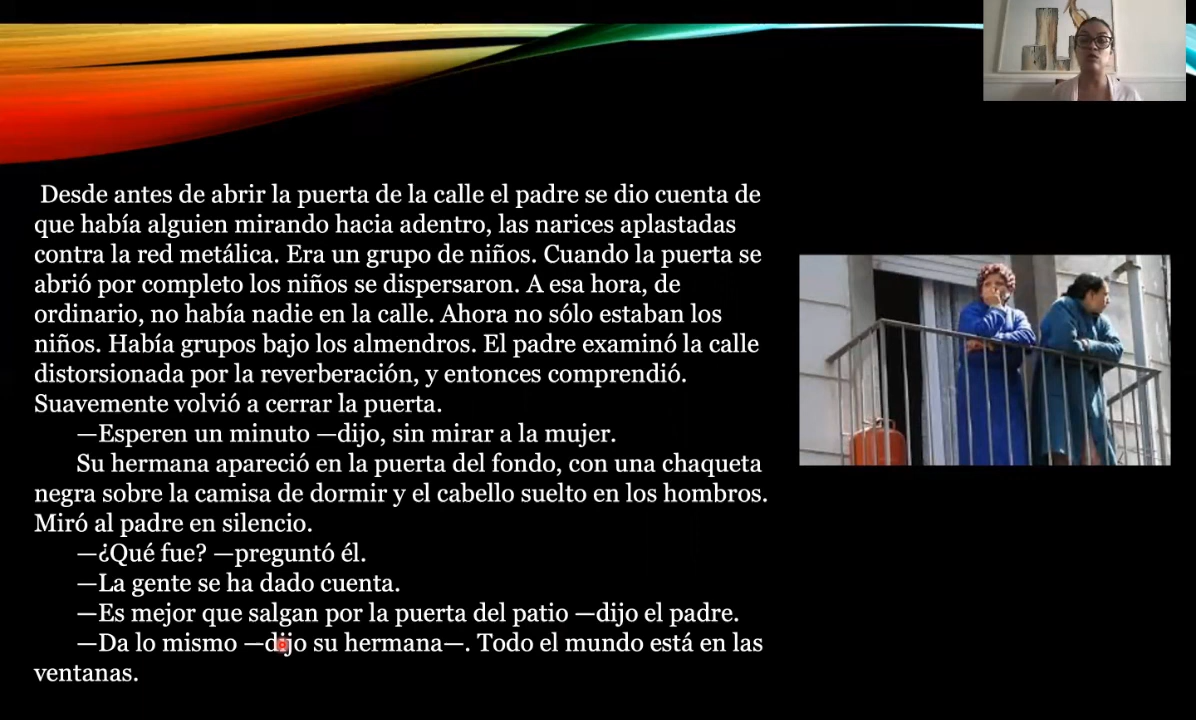 Desde antes de abrir la puerta de la calle el padre se dio cuenta de
que había alguien mirando hacia adentro, las narices aplastadas
contra la red metálica. Era un grupo de niños. Cuando la puerta se
abrió por completo los niños se dispersaron. A esa hora, de
ordinario, no había nadie en la calle. Ahora no sólo estaban los
niños. Había grupos bajo los almendros. El padre examinó la calle
distorsionada por la reverberación, y entonces comprendió.
Suavemente volvió a cerrar la puerta.
—Esperen un minuto —dijo, sin mirar a la mujer.
Su hermana apareció en la puerta del fondo, con una chaqueta
negra sobre la camisa de dormir y el cabello suelto en los hombros.
Miró al padre en silencio.
—¿Qué fue? —preguntó él.
—La gente se ha dado cuenta.
—Es mejor que salgan por la puerta del patio —dijo el padre.
—Da lo mismo —dijo su hermana—. Todo el mundo está en las
ventanas.